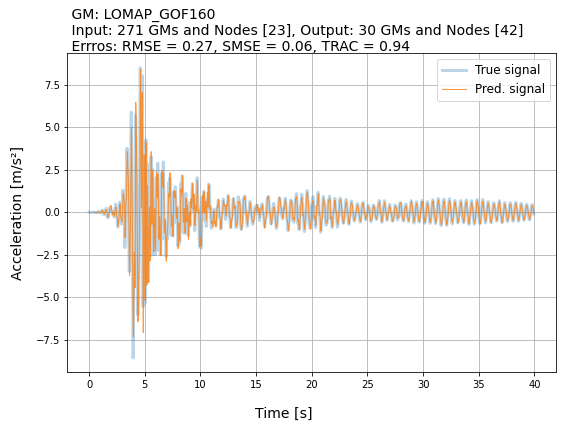 GM: LOMAP_GOF160
Input: 271 GMs and Nodes [23], Output: 30 GMs and Nodes [42]
Errros: RMSE = 0.27, SMSE = 0.06, TRAC = 0.94
True signal
Pred. signal
7.5
5.0
2.5
0.0
−2.5
−5.0
−7.5
Acceleration [m/s²]
0 5 10 15 20 25 30 35 40
Time [s]